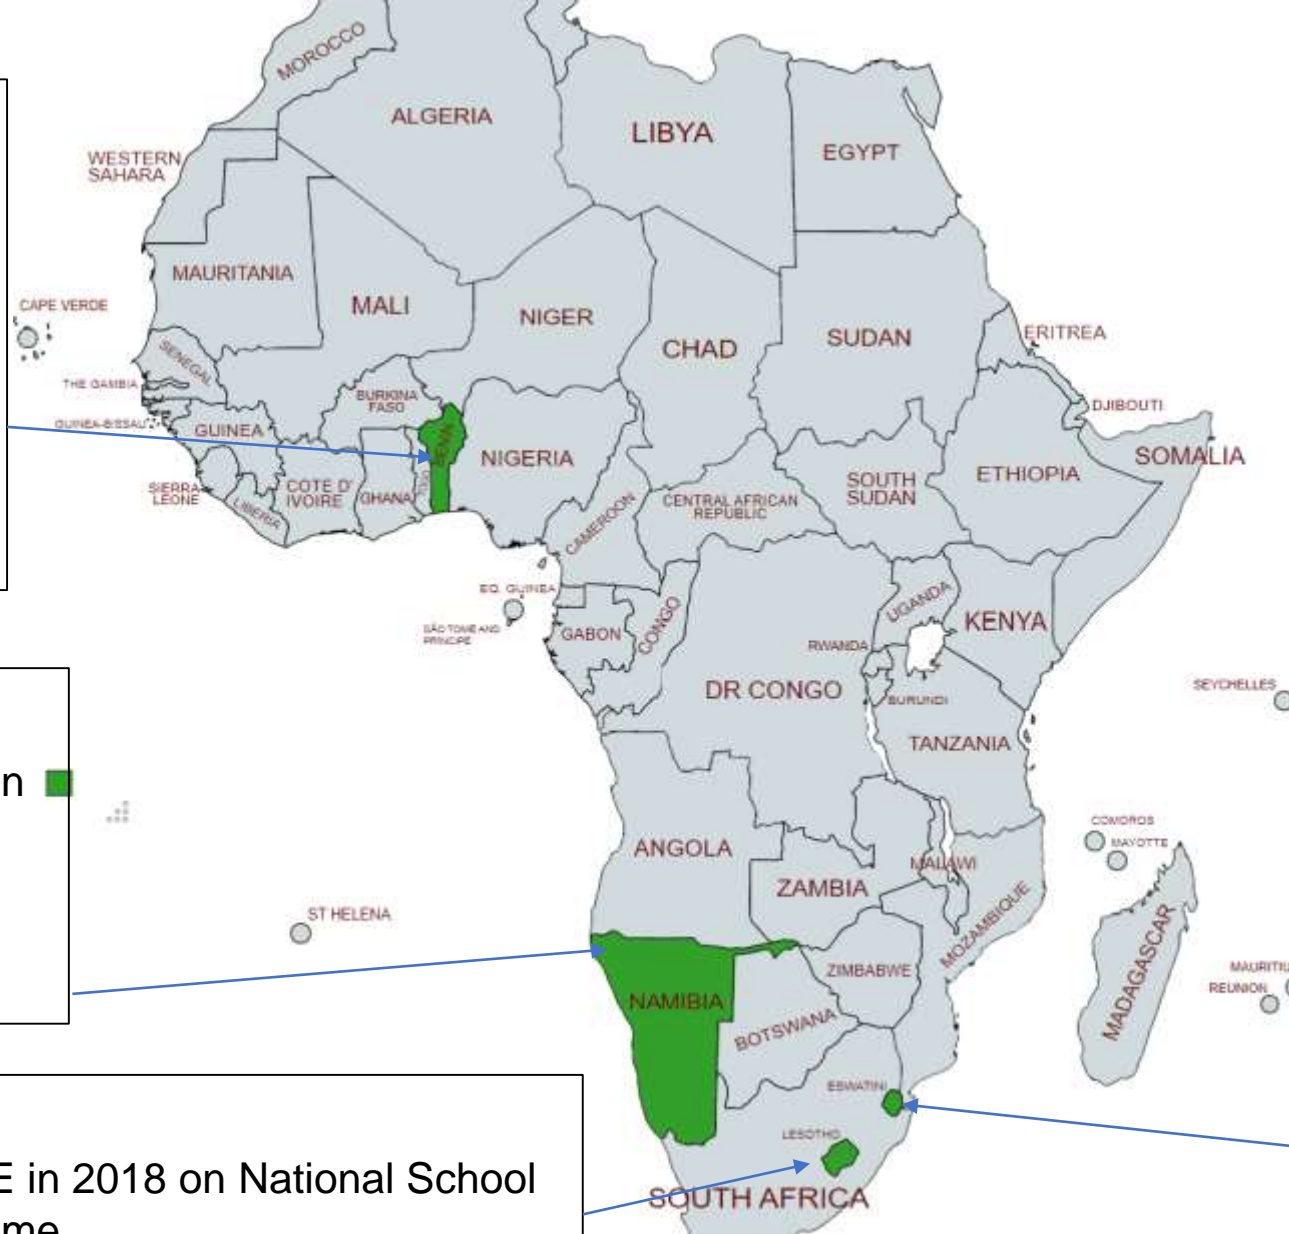 MOROCCO
ALGERIA
LIBYA
EGYPT
WESTERN
SAHARA
MAURITANIA
MALI
NIGER
CHAD
SUDAN
ERITREA
CAPE VERDE
SENEGAL
THE GAMBIA
GUINEA-BISSAU
GUINEA
BURKINA
FASO
BENIN
NIGERIA
DJIBOUTI
SOMALIA
ETHIOPIA
SOUTH
SUDAN
SIERRA
LEONE
LIBERIA
COTE D'
IVOIRE
GHANA
TOGO
CAMEROON
CENTRAL AFRICAN
REPUBLIC
EQ. GUINEA
SÃO TOME AND
PRINCIPE
GABON
CONGO
UGANDA
KENYA
RWANDA
DR CONGO
BURUNDI
SEYCHELLES
TANZANIA
n
COMOROS
MAYOTTE
ANGOLA
ZAMBIA
MALAWI
ST HELENA
MOZAMBIQUE
MADAGASCAR
ZIMBABWE
MAURITIU
REUNION
NAMIBIA
BOTSWANA
ESWATINI
LESOTHO
E in 2018 on National School
me
SOUTH AFRICA